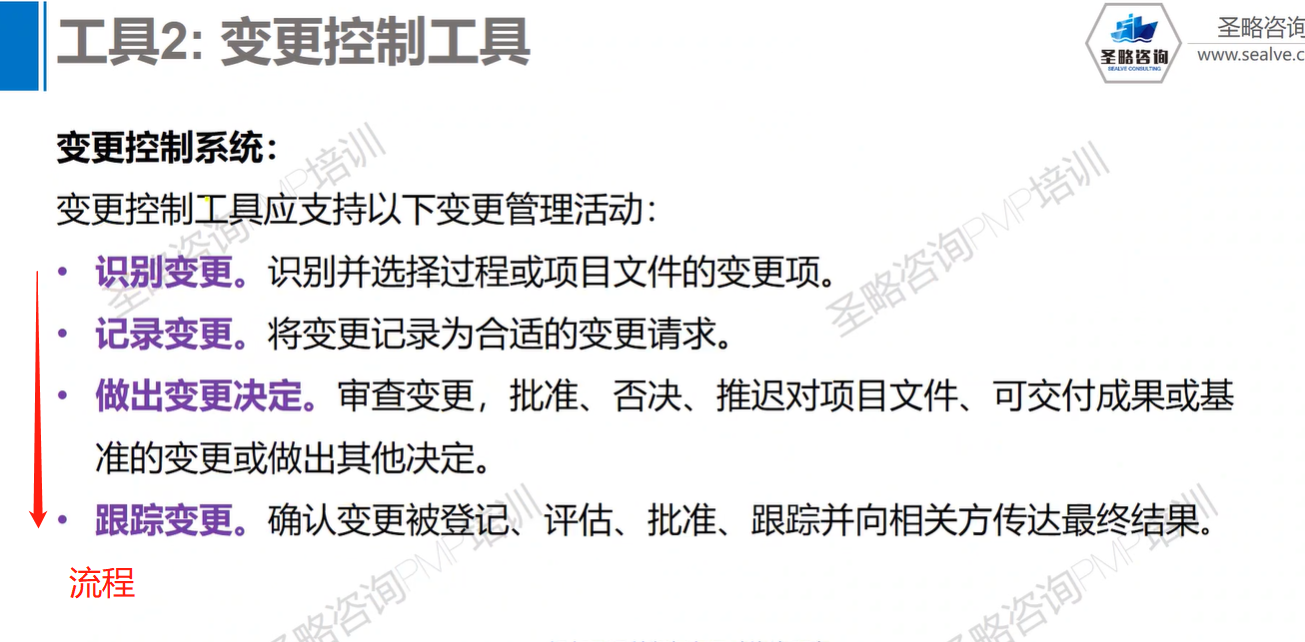 工具2: 变更控制工具
圣略咨询
SEALVE CONSULTING
圣略咨询
www.sealve.c
变更控制系统：
变更控制工具应支持以下变更管理活动：
• 识别变更。识别并选择过程或项目文件的变更项。
• 记录变更。将变更记录为合适的变更请求。
• 做出变更决定。审查变更，批准、否决、推迟对项目文件、可交付成果或基
准的变更或做出其他决定。
• 跟踪变更。确认变更被登记、评估、批准、跟踪并向相关方传达最终结果。
流程
圣略咨询PMP培训
圣略咨询PMP培训
圣略咨询PMP培训
圣略咨询PMP培训